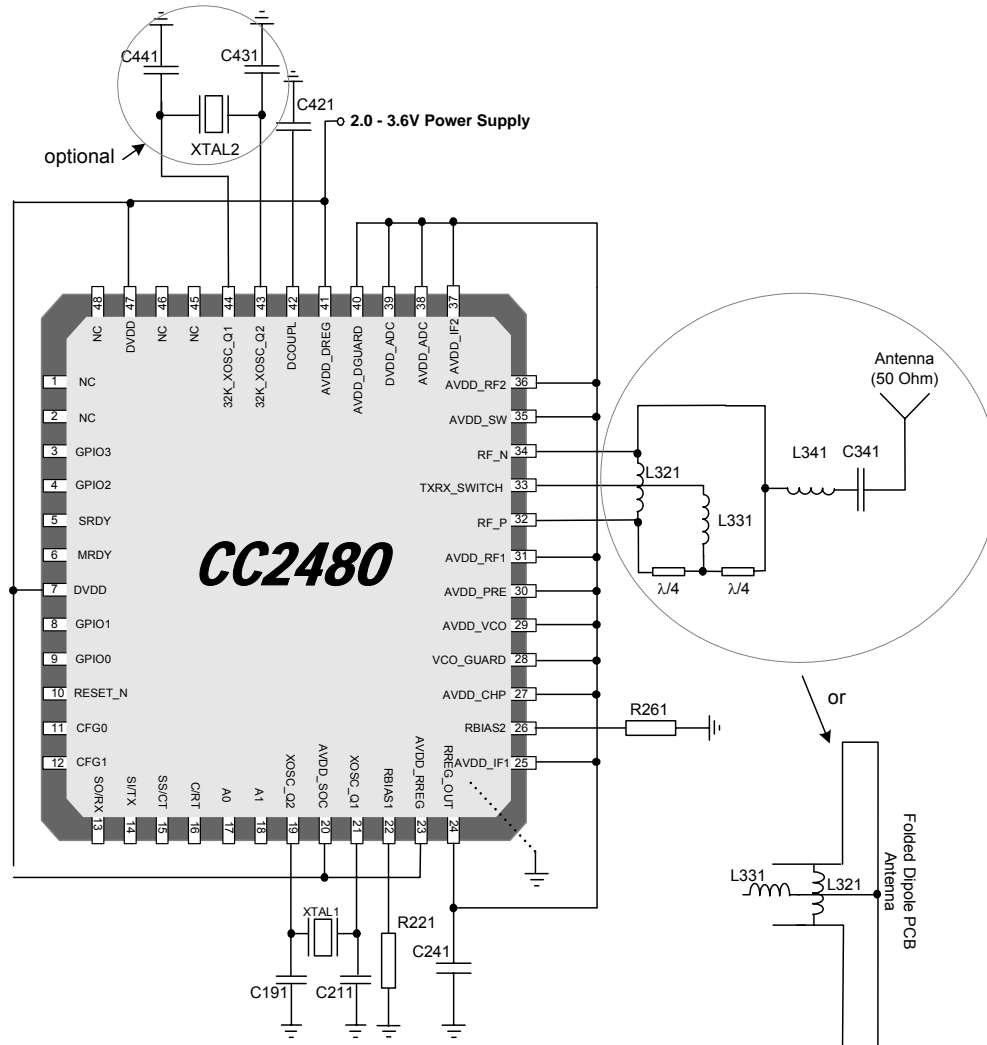 C441
C431
C421
2.0 - 3.6V Power Supply
optional
XTAL2
48
47
46
45
44
43
42
41
40
39
38
37
NC
DVDD
NC
NC
32K_XOSC_Q1
32K_XOSC_Q2
DCOUPL
AVDD_DREG
AVDD_DGUARD
DVDD_ADC
AVDD_ADC
AVDD_IF2
1 NC
2 NC
3 GPIO3
4 GPIO2
5 SRDY
6 MRDY
7 DVDD
8 GPIO1
9 GPIO0
10 RESET_N
11 CFG0
12 CFG1
CC2480
AVDD_RF2 36
AVDD_SW 35
RF_N 34
TXRX_SWITCH 33
RF_P 32
AVDD_RF1 31
AVDD_PRE 30
AVDD_VCO 29
VCO_GUARD 28
AVDD_CHP 27
RBIAS2 26
AVDD_IF1 25
SO/RX
SI/TX
SS/CT
C/RT
A0
A1
XOSC_Q2
AVDD_SOC
XOSC_Q1
RBIAS1
AVDD_RREG
RREG_OUT
13
14
15
16
17
18
19
20
21
22
23
24
Antenna
(50 Ohm)
L341
C341
L321
L331
λ/4
λ/4
R261
or
XTAL1
R221
C241
C191
C211
L331
L321
Folded Dipole PCB
Antenna